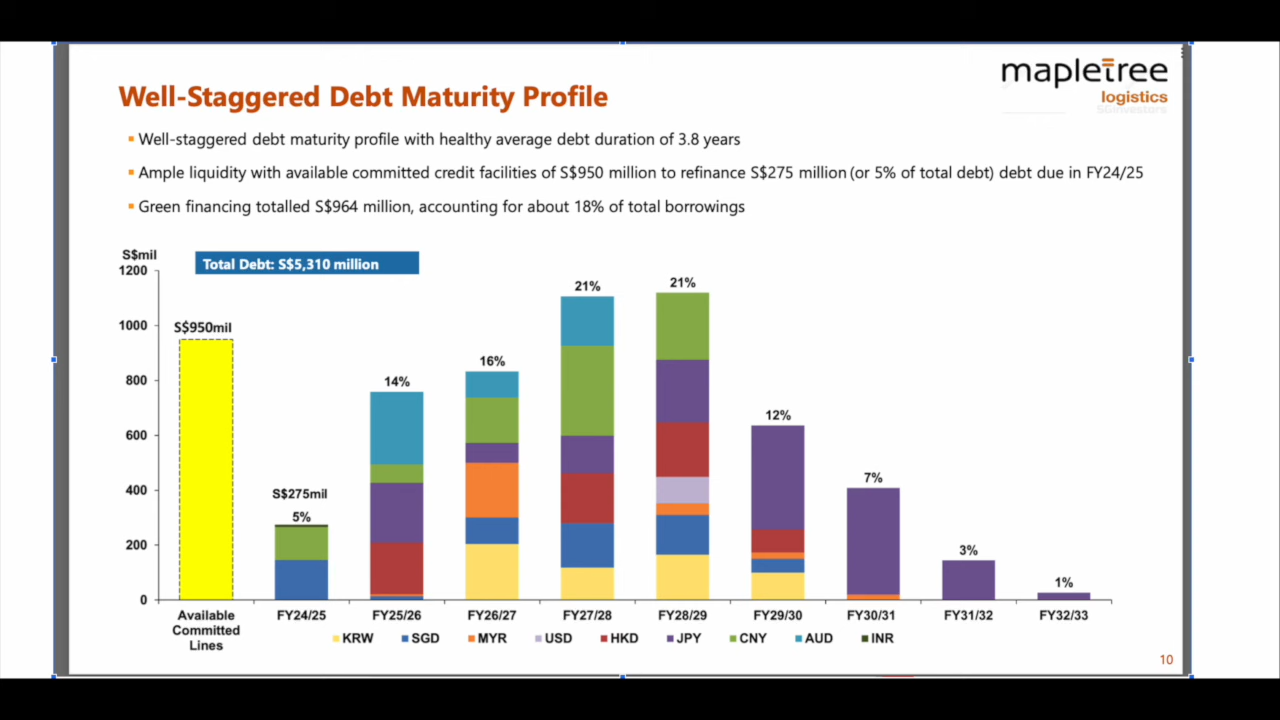 mapletree
logistics
Well-Staggered Debt Maturity Profile
Well-staggered debt maturity profile with healthy average debt duration of 3.8 years
Ample liquidity with available committed credit facilities of S$950 million to refinance S$275 million (or 5% of total debt) debt due in FY24/25
Green financing totalled S$964 million, accounting for about 18% of total borrowings
S$mil
Total Debt: S$5,310 million
1200
1000
800
600
400
200
0
S$950mil
S$275mil
5%
14%
16%
21%
21%
12%
7%
3%
1%
Available
Committed
Lines
FY24/25
FY25/26
FY26/27
FY27/28
FY28/29
FY29/30
FY30/31
FY31/32
FY32/33
KRW SGD MYR USD HKD JPY CNY AUD INR
10